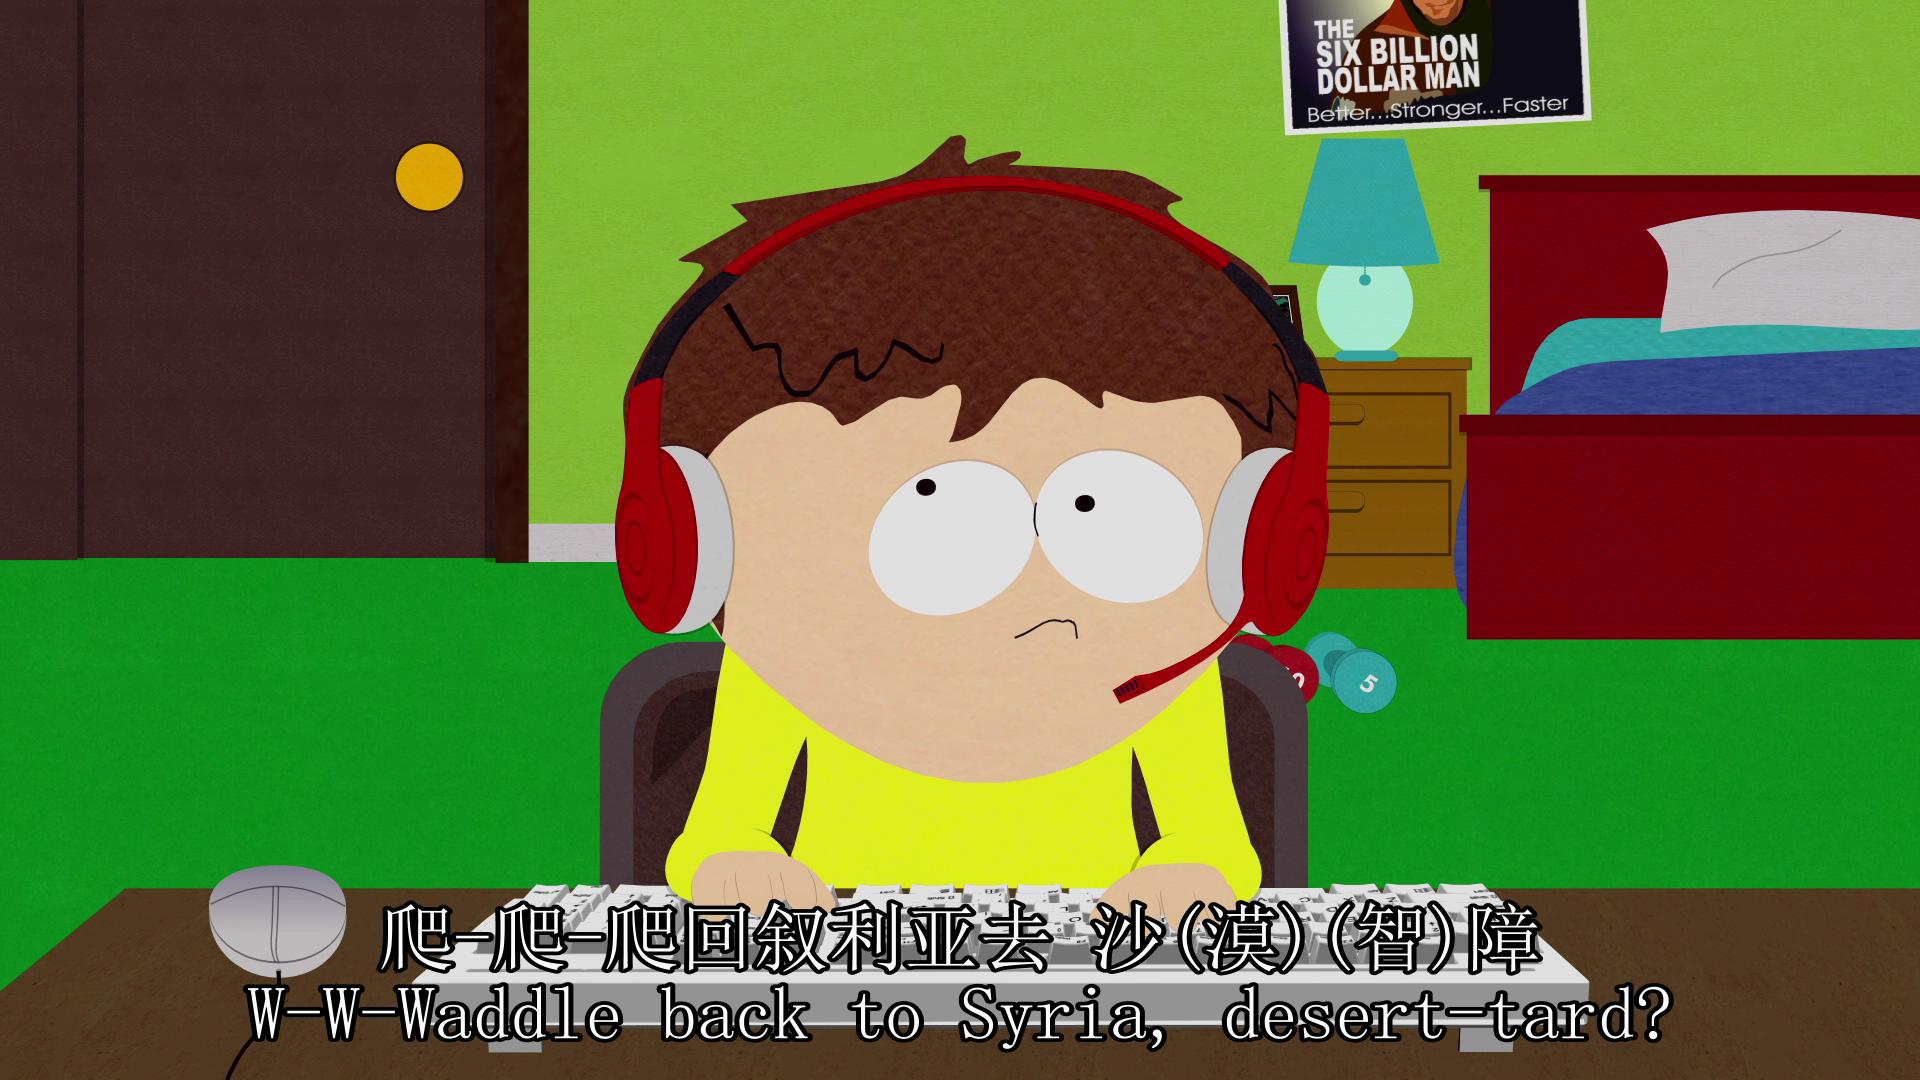 THE
SIX BILLION
DOLLAR MAN
Better...Stronger...Faster
5
爬-爬-爬回叙利亚去 沙(漠)(智)障
W-W-Waddle back to Syria, desert-tard?